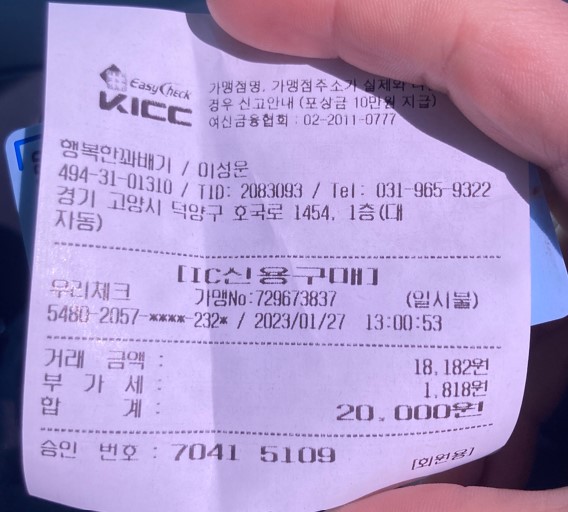 EasyCheck
KICC
가맹점명, 가맹점주소가 실제와
경우 신고안내 (포상금 10만원 지급)
여신금융협회 : 02-2011-0777
행복한꽈배기 / 이성문
494-31-01310 / TID: 2083093 / Tel: 031-965-9322
경기 고양시 덕양구 호국로 1454, 1층(대
자동)
[IC신용구매]
우리체크 가맹No:729673837 (일시불)
5480-2057-****-232* / 2023/01/27 13:00:53
거래 금액 : 18,182원
부 가 세 : 1,818원
합 계 : 20,000원
승인 번호 : 7041 5109 [회원용]